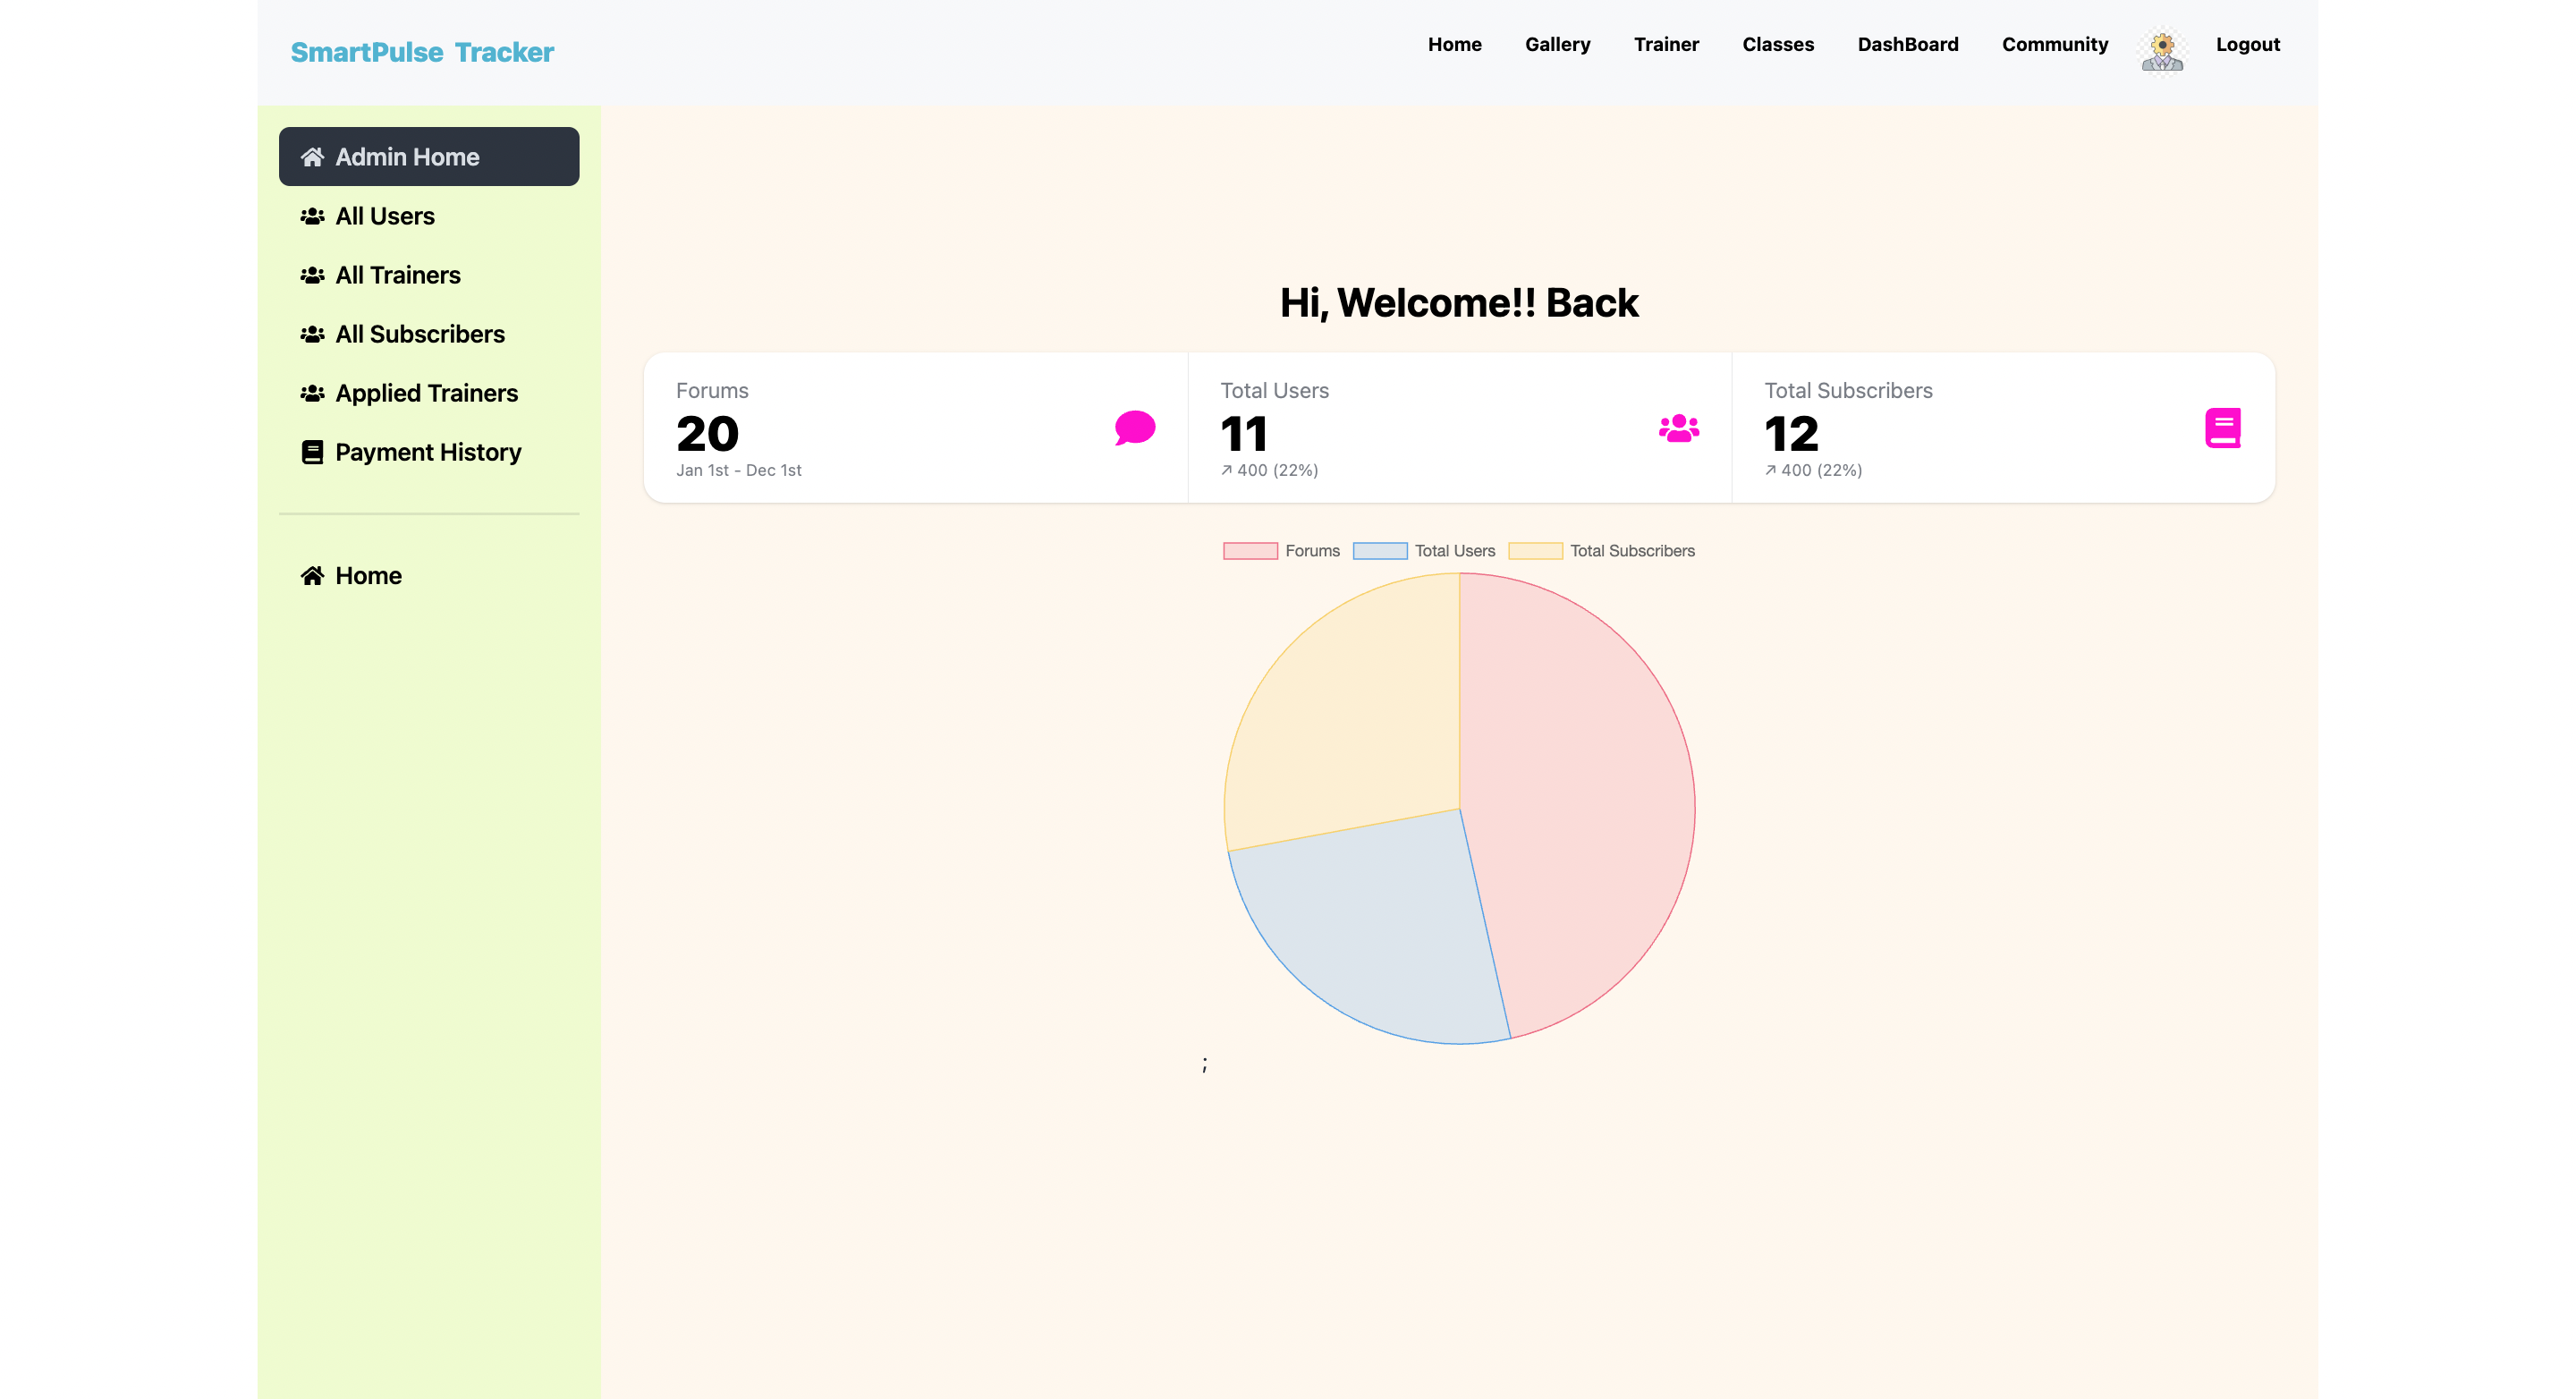 SmartPulse Tracker
Home Gallery Trainer Classes DashBoard Community Logout
Admin Home
All Users
All Trainers
All Subscribers
Applied Trainers
Payment History
Home
Hi, Welcome!! Back
Forums
20
Jan 1st - Dec 1st
Total Users
11
↗ 400 (22%)
Total Subscribers
12
↗ 400 (22%)
Forums Total Users Total Subscribers
;